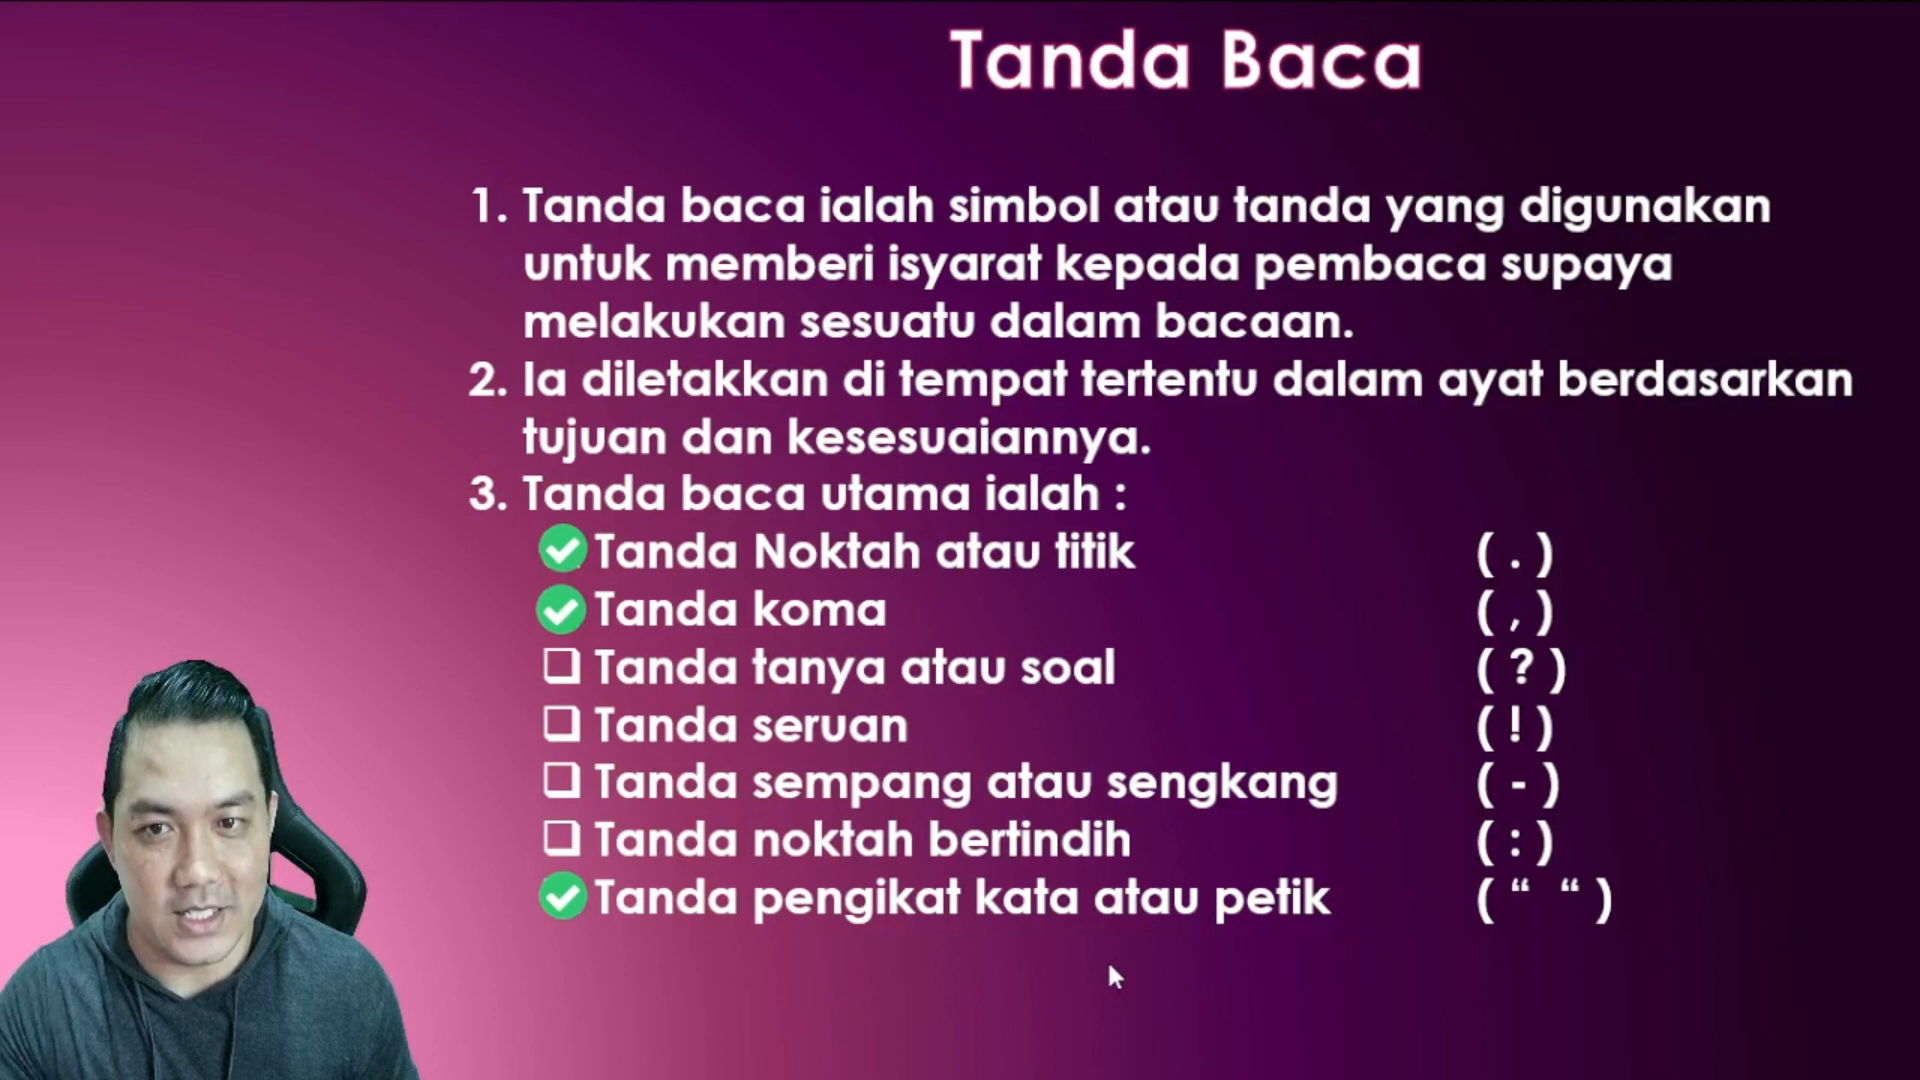 Tanda Baca
1. Tanda baca ialah simbol atau tanda yang digunakan
untuk memberi isyarat kepada pembaca supaya
melakukan sesuatu dalam bacaan.
2. Ia diletakkan di tempat tertentu dalam ayat berdasarkan
tujuan dan kesesuaiannya.
3. Tanda baca utama ialah :
Tanda Noktah atau titik ( . )
Tanda koma ( , )
Tanda tanya atau soal ( ? )
Tanda seruan ( ! )
Tanda sempang atau sengkang ( - )
Tanda noktah bertindih ( : )
Tanda pengikat kata atau petik ( “ “ )